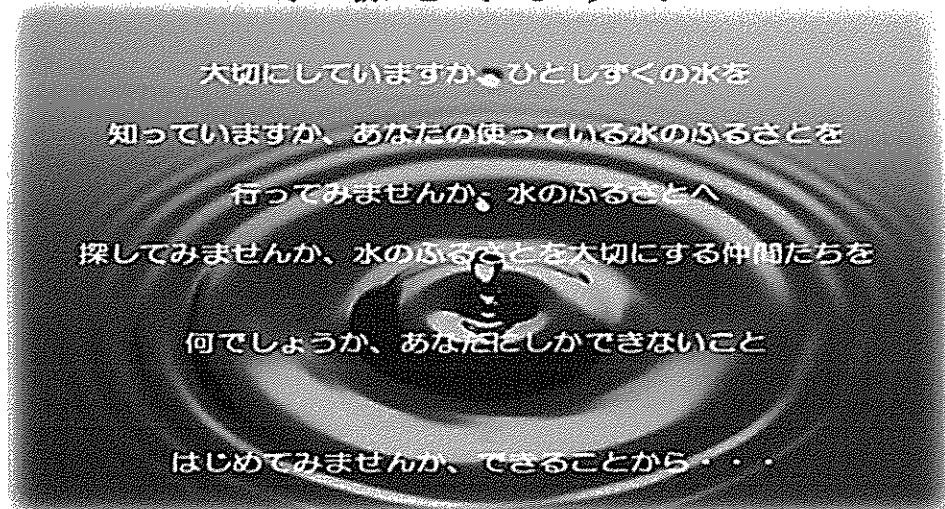 大切にしていますか、ひとしずくの水を
知っていますか、あなたの使っている水のふるさとを
行ってみませんか、水のふるさとへ
探してみませんか、水のふるさとを大切にする仲間たちを
何でしょうか、あなたにしかできないこと
はじめてみませんか、できることから・・・